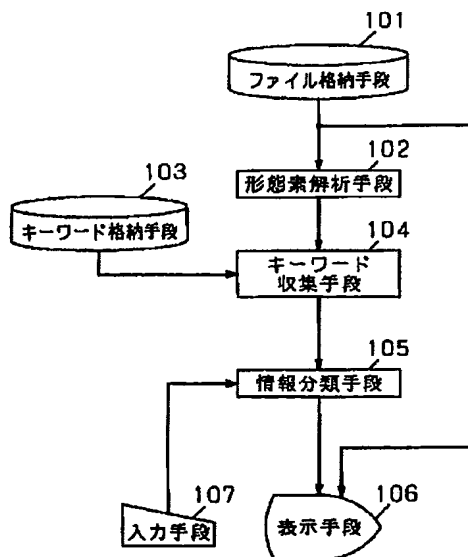 101
ファイル格納手段
102
形態素解析手段
103
キーワード格納手段
104
キーワード
収集手段
105
情報分類手段
107
入力手段
106
表示手段